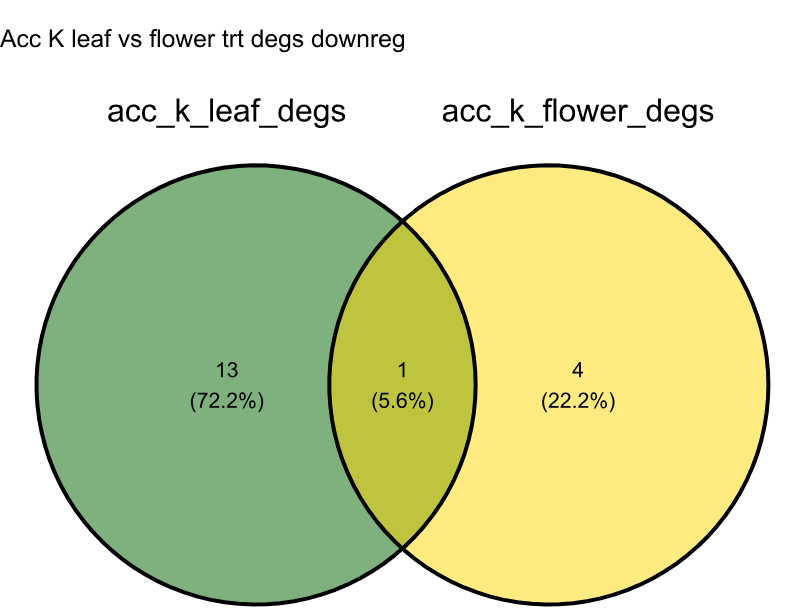 Acc K leaf vs flower trt degs downreg
acc_k_leaf_degs acc_k_flower_degs
13 1 4
(72.2%) (5.6%) (22.2%)